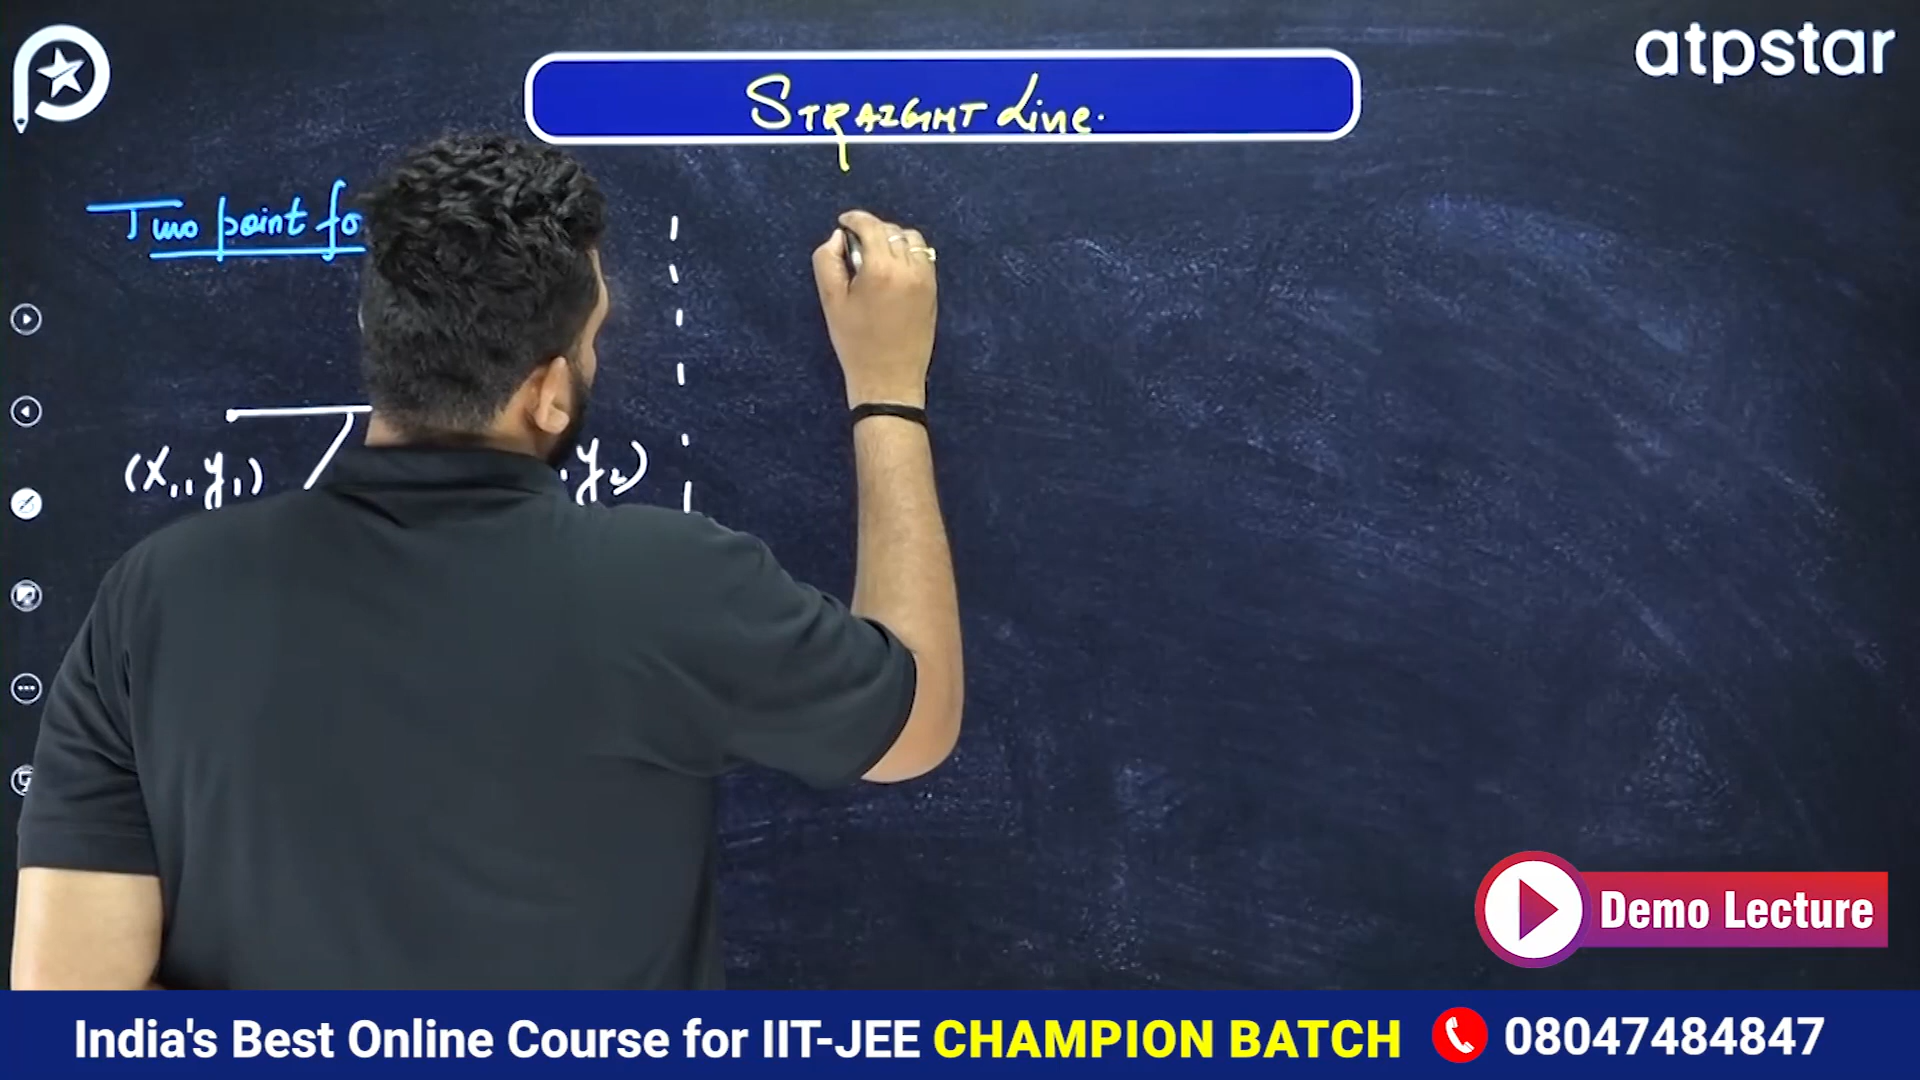 atpstar
STRAIGHT Line.
Two point fo
(x1, y1)
, y2)
Demo Lecture
India's Best Online Course for IIT-JEE CHAMPION BATCH 08047484847